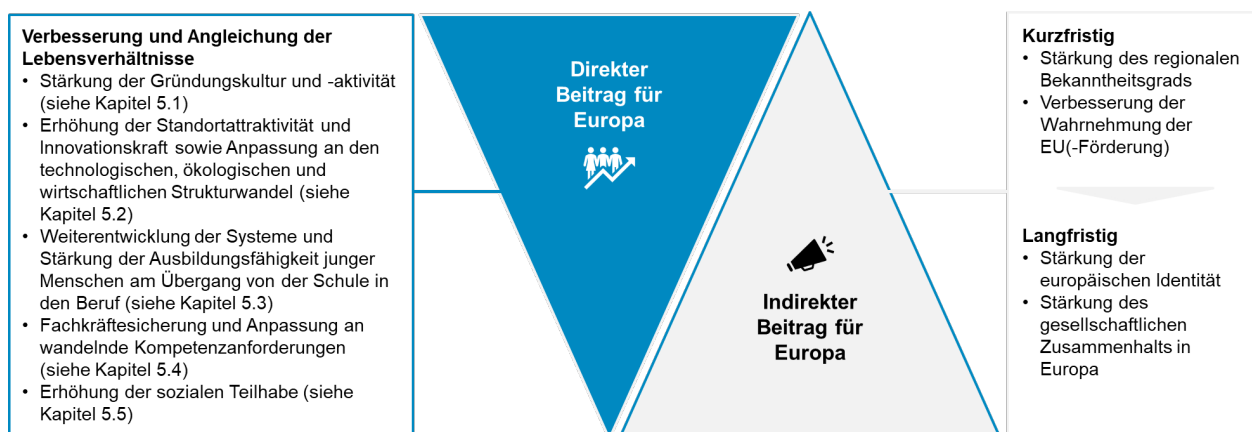 Verbesserung und Angleichung der
Lebensverhältnisse
• Stärkung der Gründungskultur und -aktivität
(siehe Kapitel 5.1)
• Erhöhung der Standortattraktivität und
Innovationskraft sowie Anpassung an den
technologischen, ökologischen und
wirtschaftlichen Strukturwandel (siehe
Kapitel 5.2)
• Weiterentwicklung der Systeme und
Stärkung der Ausbildungsfähigkeit junger
Menschen am Übergang von der Schule in
den Beruf (siehe Kapitel 5.3)
• Fachkräftesicherung und Anpassung an
wandelnde Kompetenzanforderungen
(siehe Kapitel 5.4)
• Erhöhung der sozialen Teilhabe (siehe
Kapitel 5.5)
Direkter
Beitrag für
Europa
Indirekter
Beitrag für
Europa
Kurzfristig
• Stärkung des regionalen
Bekanntheitsgrads
• Verbesserung der
Wahrnehmung der
EU(-Förderung)
Langfristig
• Stärkung der
europäischen Identität
• Stärkung des
gesellschaftlichen
Zusammenhalts in
Europa